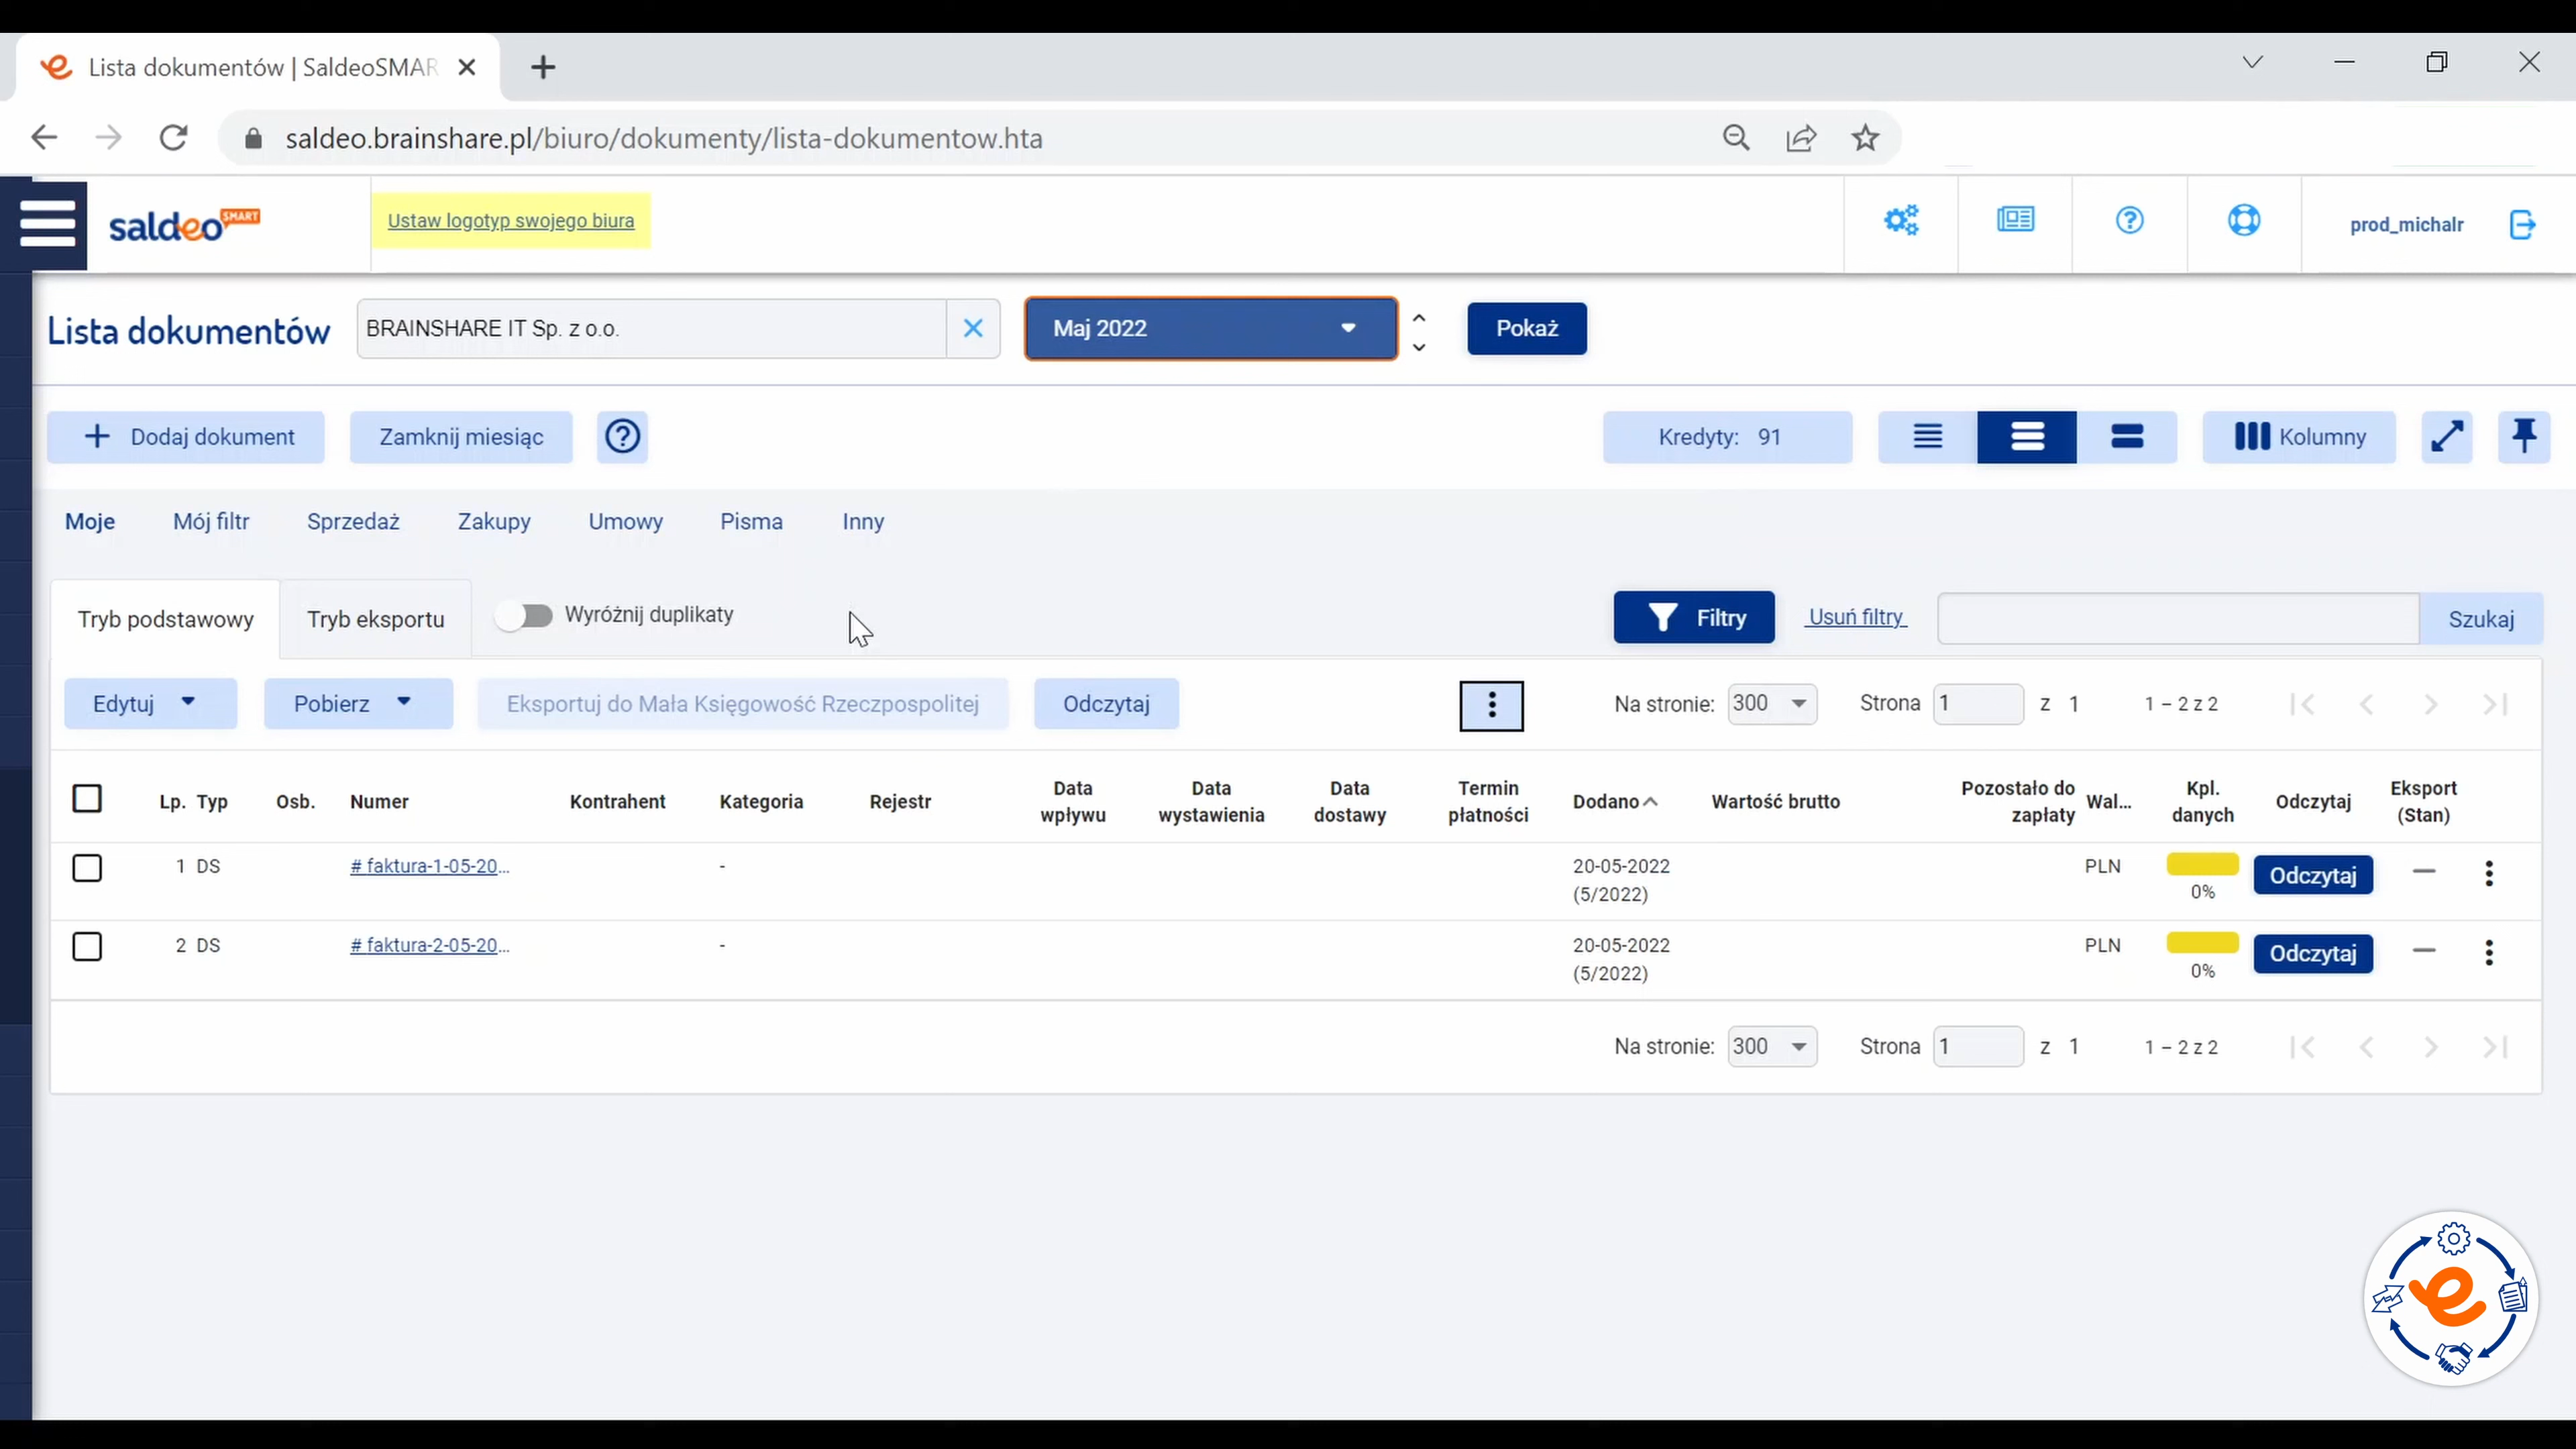 Lista dokumentów | SaldeoSMAR
saldeo.brainshare.pl/biuro/dokumenty/lista-dokumentow.hta
saldeo SMART
Ustaw logotyp swojego biura
prod_michalr
Lista dokumentów
BRAINSHARE IT Sp. z o.o.
Maj 2022
Pokaż
Dodaj dokument
Zamknij miesiąc
Kredyty: 91
Kolumny
Moje Mój filtr Sprzedaż Zakupy Umowy Pisma Inny
Tryb podstawowy
Tryb eksportu
Wyróżnij duplikaty
Filtry
Usuń filtry
Szukaj
Edytuj
Pobierz
Eksportuj do Mała Księgowość Rzeczpospolitej
Odczytaj
Na stronie: 300 Strona 1 z 1 1 – 2 z 2
Lp. Typ Osb. Numer Kontrahent Kategoria Rejestr Data wpływu Data wystawienia Data dostawy Termin płatności Dodano Wartość brutto Pozostało do zapłaty Wal... Kpl. danych Odczytaj Eksport (Stan)
1 DS # faktura-1-05-20... - 20-05-2022 PLN Odczytaj
(5/2022) 0%
2 DS # faktura-2-05-20... - 20-05-2022 PLN Odczytaj
(5/2022) 0%
Na stronie: 300 Strona 1 z 1 1 – 2 z 2